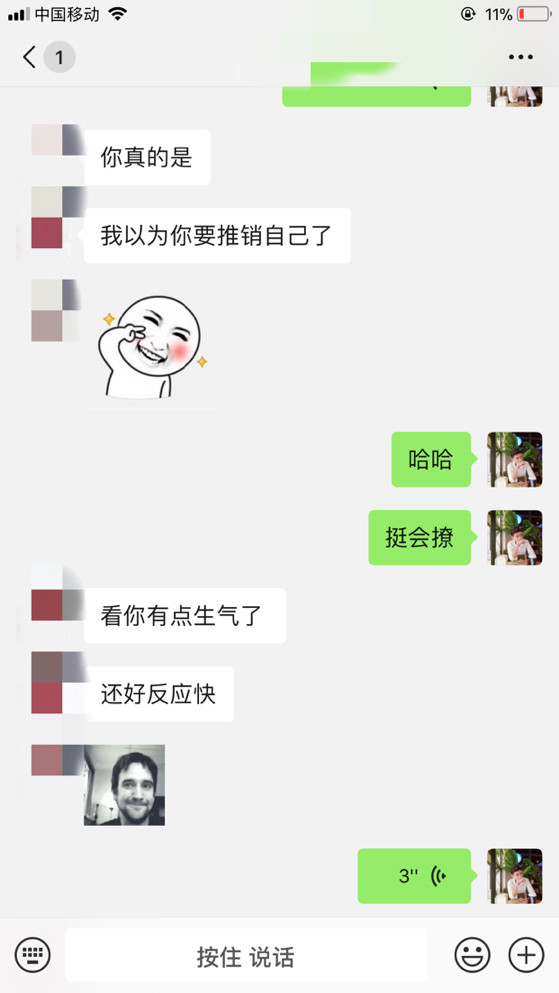 中国移动
11%
1
你真的是
我以为你要推销自己了
哈哈
挺会撩
看你有点生气了
还好反应快
3''
按住 说话